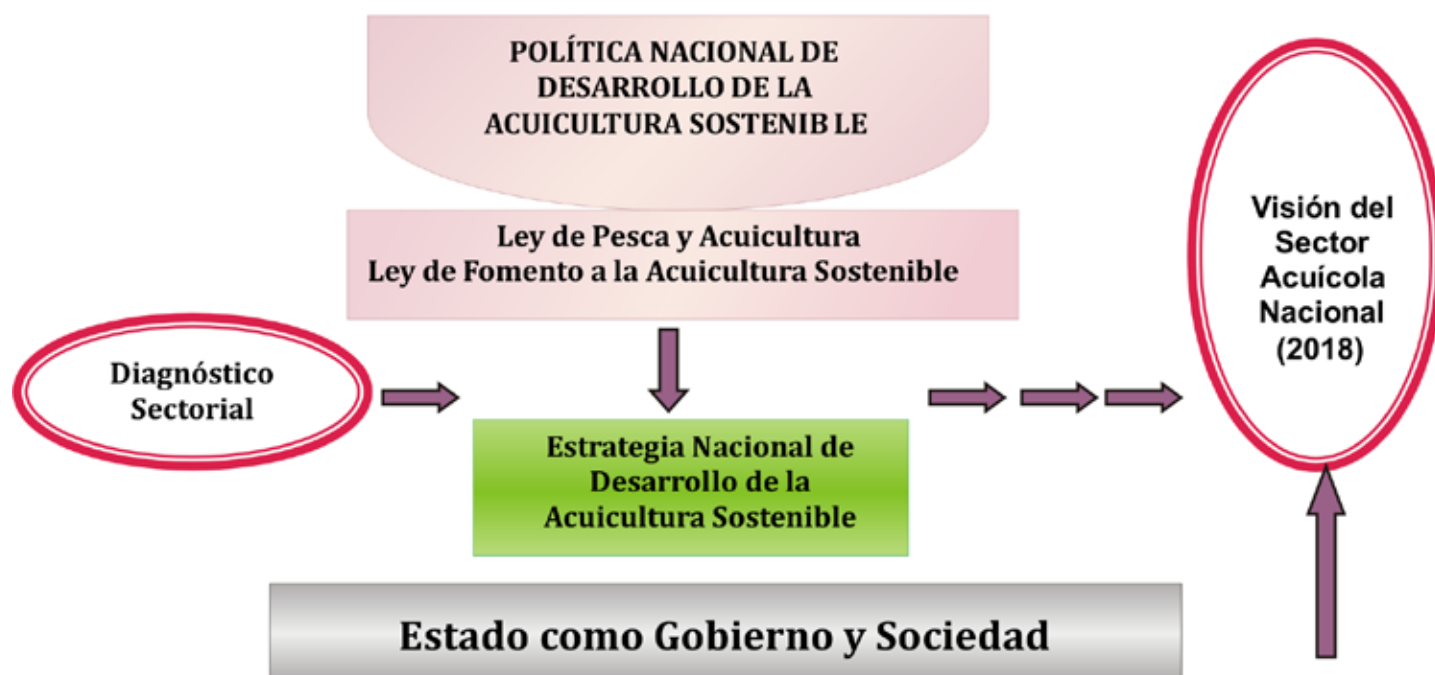 POLÍTICA NACIONAL DE
DESARROLLO DE LA
ACUICULTURA SOSTENIB LE
Ley de Pesca y Acuicultura
Ley de Fomento a la Acuicultura Sostenible
Diagnóstico
Sectorial
Estrategia Nacional de
Desarrollo de la
Acuicultura Sostenible
Visión del
Sector
Acuícola
Nacional
(2018)
Estado como Gobierno y Sociedad